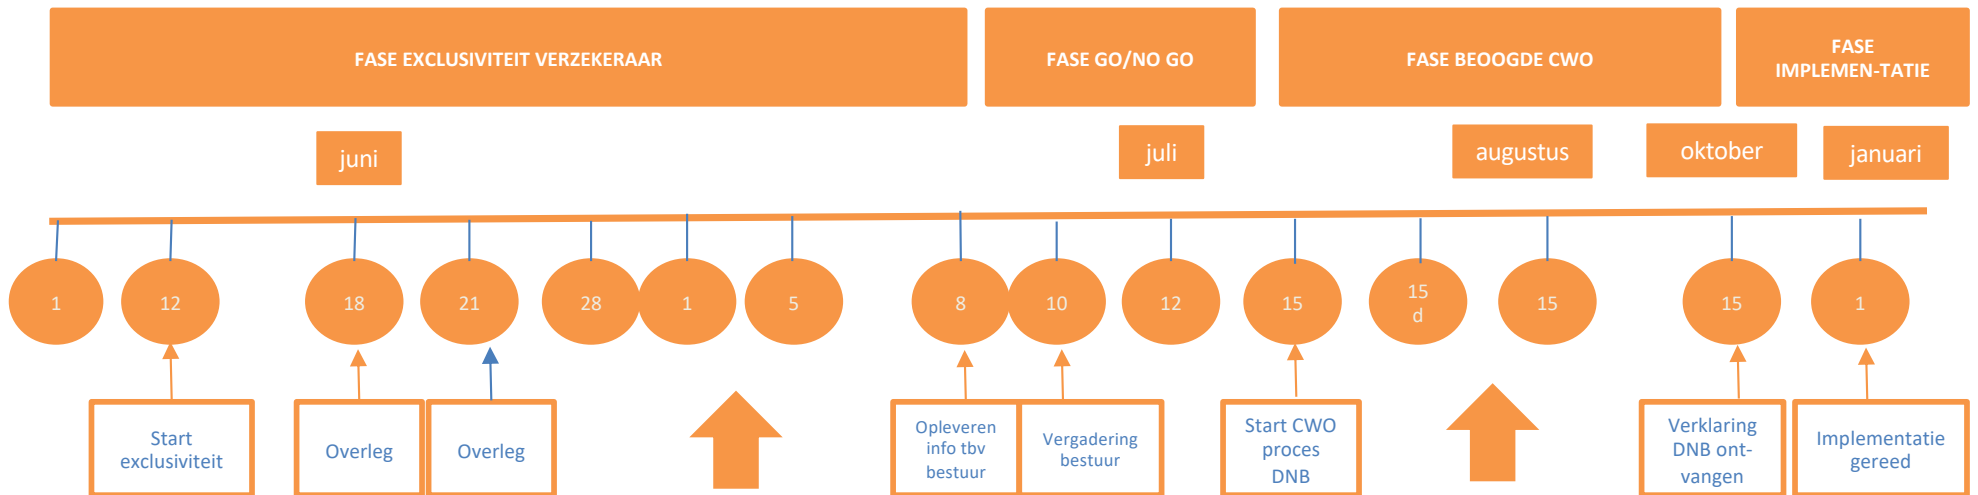 FASE EXCLUSIVITEIT VERZEKERAAR
FASE GO/NO GO
FASE BEOOGDE CWO
FASE
IMPLEMEN-TATIE
juni
juli
augustus
oktober
januari
1
12
18
21
28
1
5
8
10
12
15
15
d
15
15
1
Start
exclusiviteit
Overleg
Overleg
Opleveren
info tbv
bestuur
Vergadering
bestuur
Start CWO
proces
DNB
Verklaring
DNB ont-
vangen
Implementatie
gereed